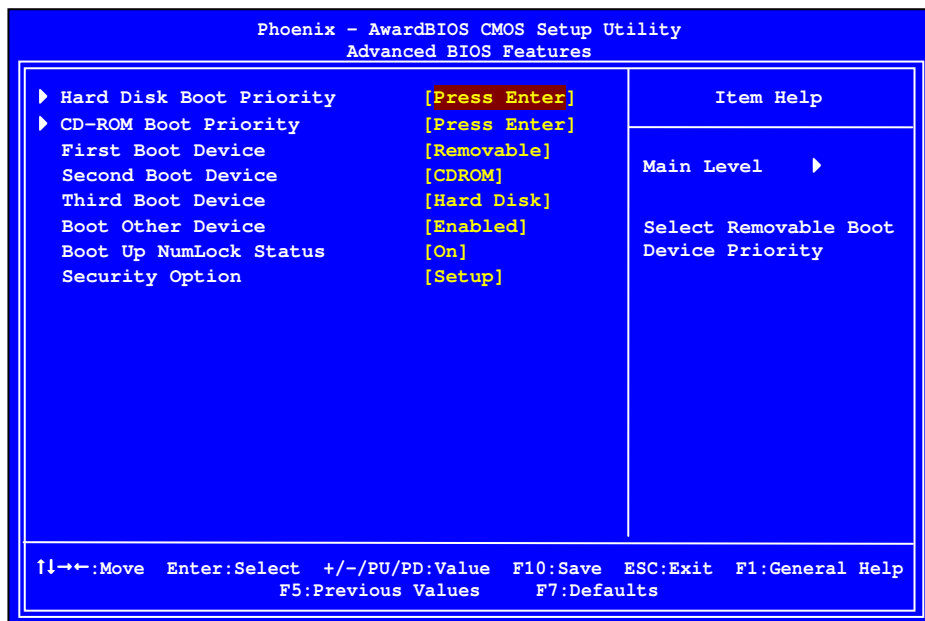 Phoenix – AwardBIOS CMOS Setup Utility
Advanced BIOS Features
Hard Disk Boot Priority [Press Enter]
CD-ROM Boot Priority [Press Enter]
First Boot Device [Removable]
Second Boot Device [CDROM]
Third Boot Device [Hard Disk]
Boot Other Device [Enabled]
Boot Up NumLock Status [On]
Security Option [Setup]
Item Help
Main Level
Select Removable Boot
Device Priority
↑↓→←:Move Enter:Select +/-/PU/PD:Value F10:Save ESC:Exit F1:General Help
F5:Previous Values F7:Defaults